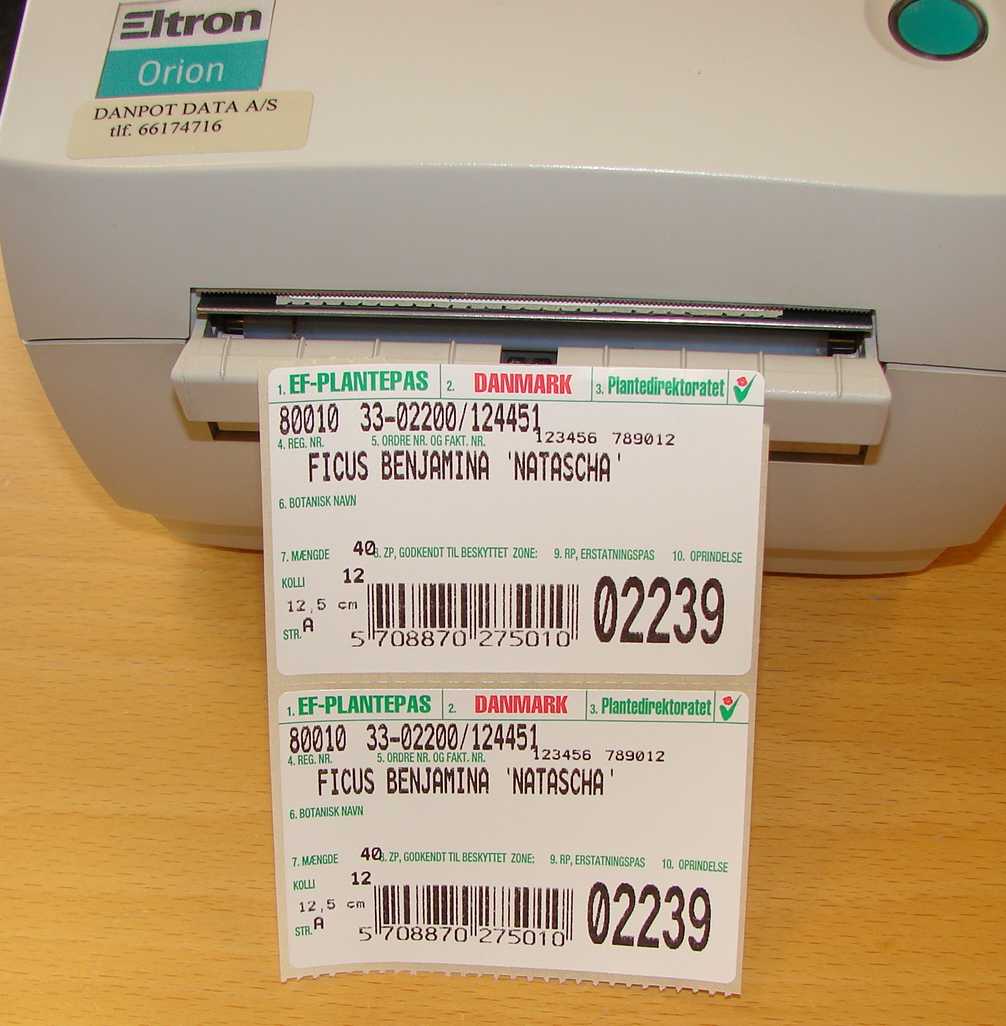 Eltron
Orion
DANPOT DATA A/S
tlf. 66174716
1. EF-PLANTEPAS 2. DANMARK 3. Plantedirektoratet
80010 33-02200/124451
4. REG. NR. 5. ORDRE NR. OG FAKT. NR. 123456 789012
FICUS BENJAMINA 'NATASCHA'
6. BOTANISK NAVN
7. MÆNGDE 40 8. ZP, GODKENDT TIL BESKYTTET ZONE: 9. RP, ERSTATNINGSPAS 10. OPRINDELSE
KOLLI 12
12,5 cm
STR. A
5 708870 275010 02239
1. EF-PLANTEPAS 2. DANMARK 3. Plantedirektoratet
80010 33-02200/124451
4. REG. NR. 5. ORDRE NR. OG FAKT. NR. 123456 789012
FICUS BENJAMINA 'NATASCHA'
6. BOTANISK NAVN
7. MÆNGDE 40 8. ZP, GODKENDT TIL BESKYTTET ZONE: 9. RP, ERSTATNINGSPAS 10. OPRINDELSE
KOLLI 12
12,5 cm
STR. A
5 708870 275010 02239